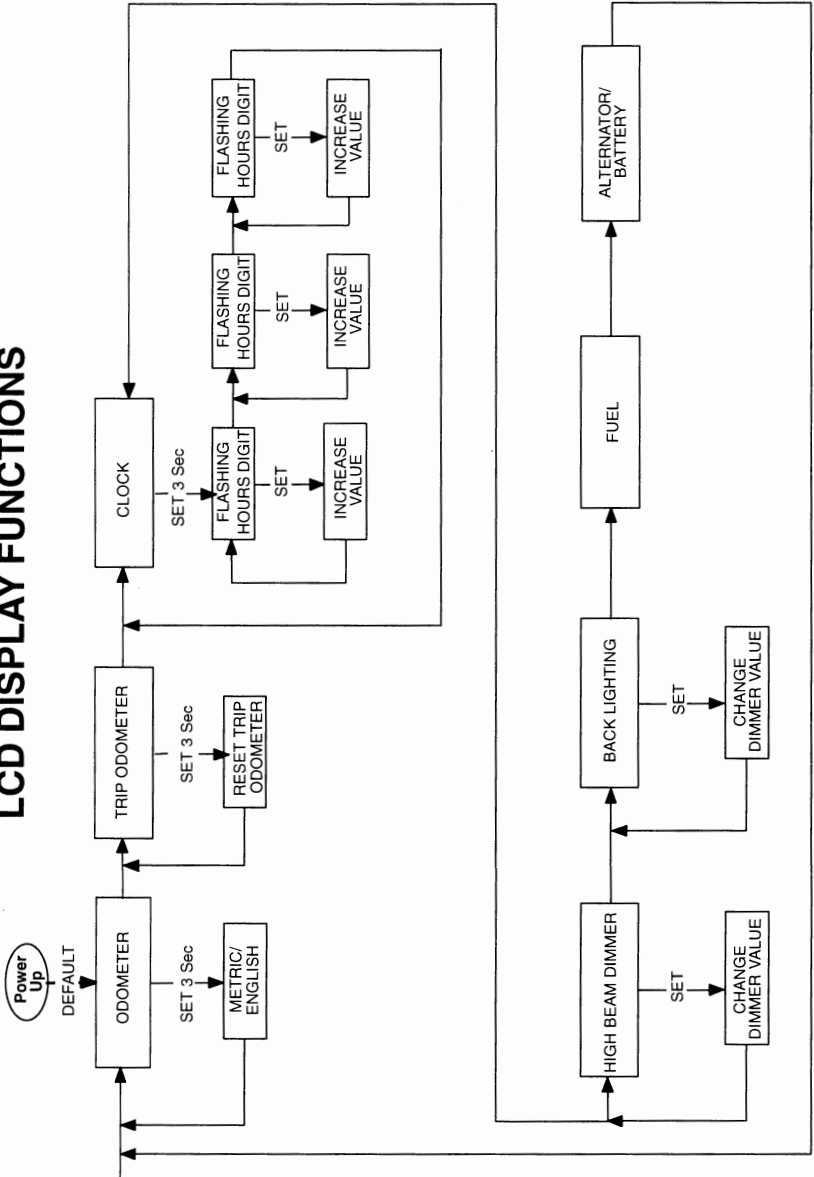 LCD DISPLAY FUNCTIONS
Power
Up
DEFAULT
ODOMETER
SET 3 Sec
METRIC/
ENGLISH
TRIP ODOMETER
SET 3 Sec
RESET TRIP
ODOMETER
CLOCK
SET 3 Sec
FLASHING
HOURS DIGIT
SET
INCREASE
VALUE
FLASHING
HOURS DIGIT
SET
INCREASE
VALUE
FLASHING
HOURS DIGIT
SET
INCREASE
VALUE
HIGH BEAM DIMMER
SET
CHANGE
DIMMER VALUE
BACK LIGHTING
SET
CHANGE
DIMMER VALUE
FUEL
ALTERNATOR/
BATTERY